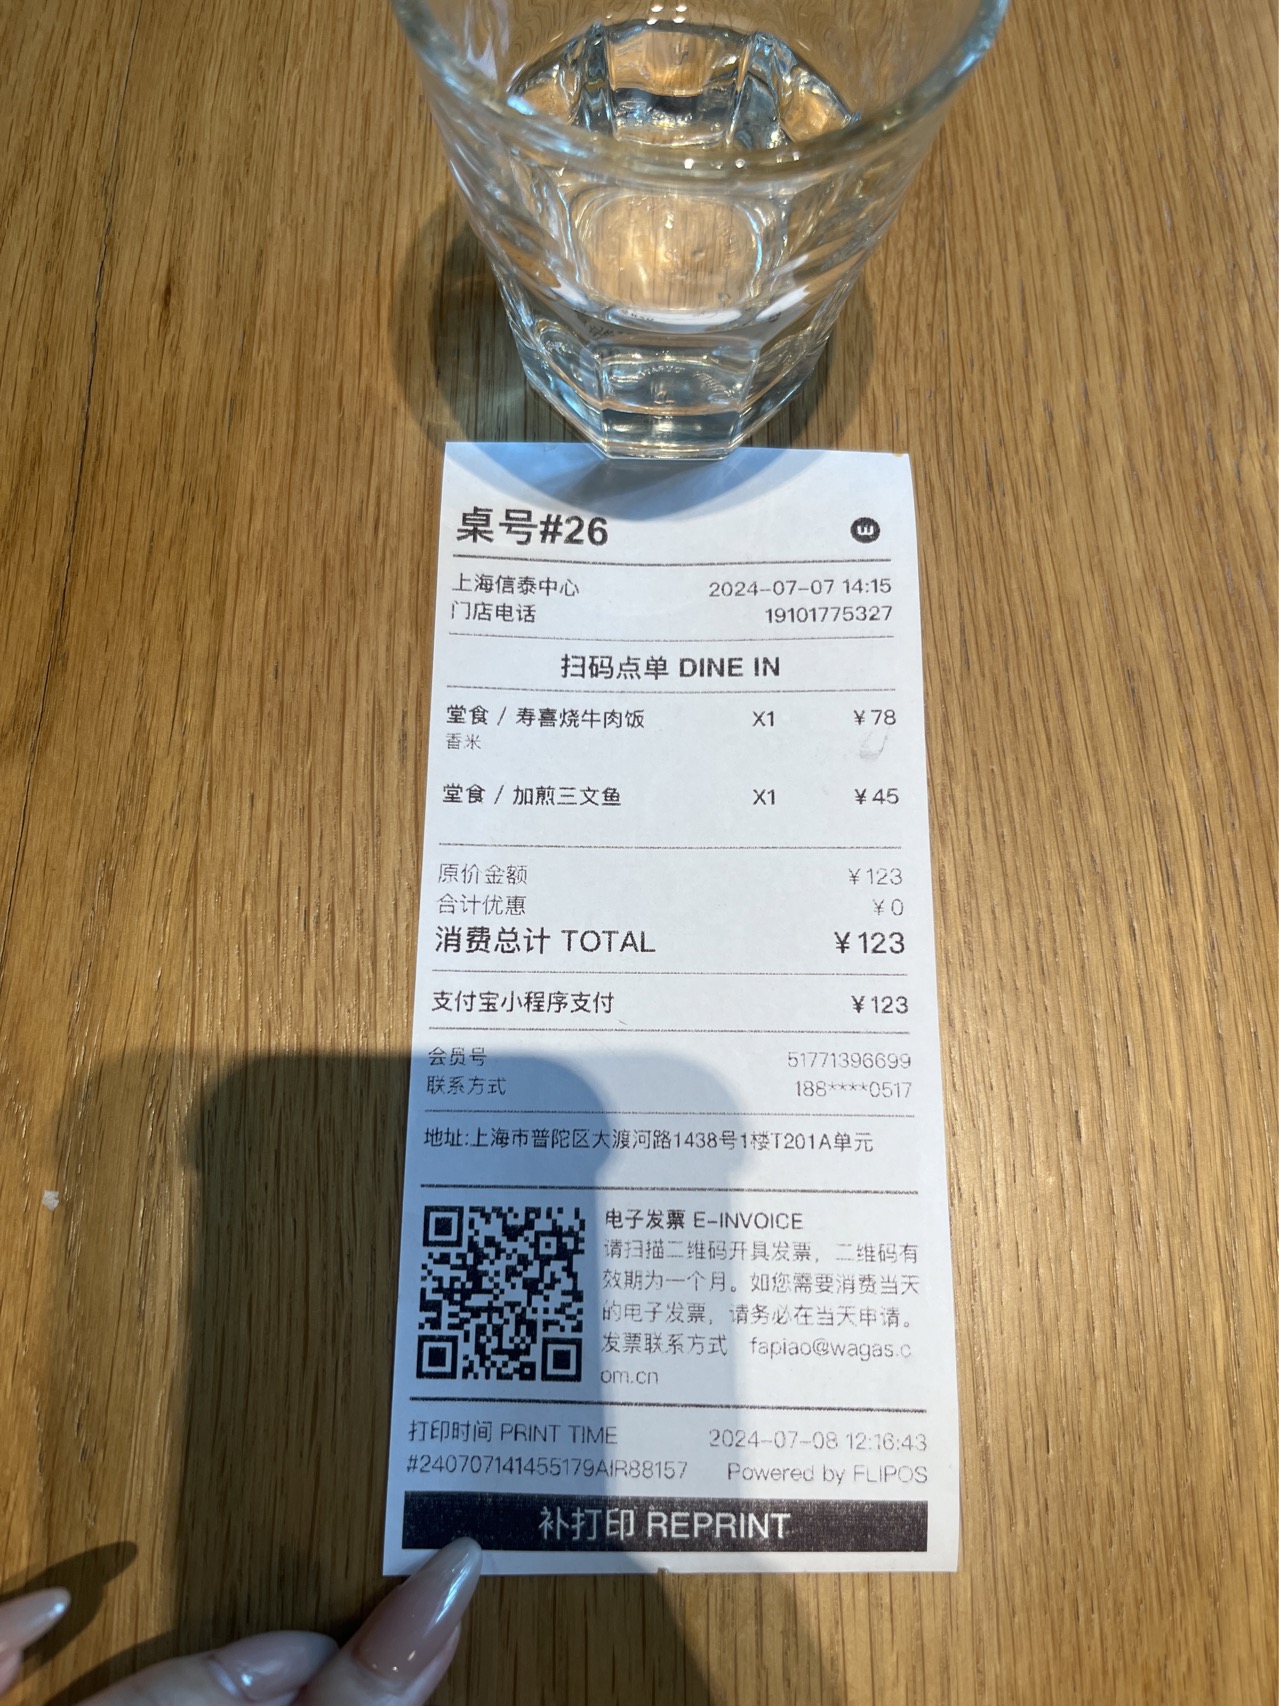 桌号#26
上海信泰中心 2024-07-07 14:15
门店电话 19101775327
扫码点单 DINE IN
堂食 / 寿喜烧牛肉饭 X1 ¥78
香米
堂食 / 加煎三文鱼 X1 ¥45
原价金额 ¥123
合计优惠 ¥0
消费总计 TOTAL ¥123
支付宝小程序支付 ¥123
会员号 51771396699
联系方式 188****0517
地址:上海市普陀区大渡河路1438号1楼T201A单元
电子发票 E-INVOICE
请扫描二维码开具发票，二维码有
效期为一个月。如您需要消费当天
的电子发票，请务必在当天申请。
发票联系方式 fapiao@wagas.c
om.cn
打印时间 PRINT TIME 2024-07-08 12:16:43
#240707141455179AIR88157 Powered by FLIPOS
补打印 REPRINT